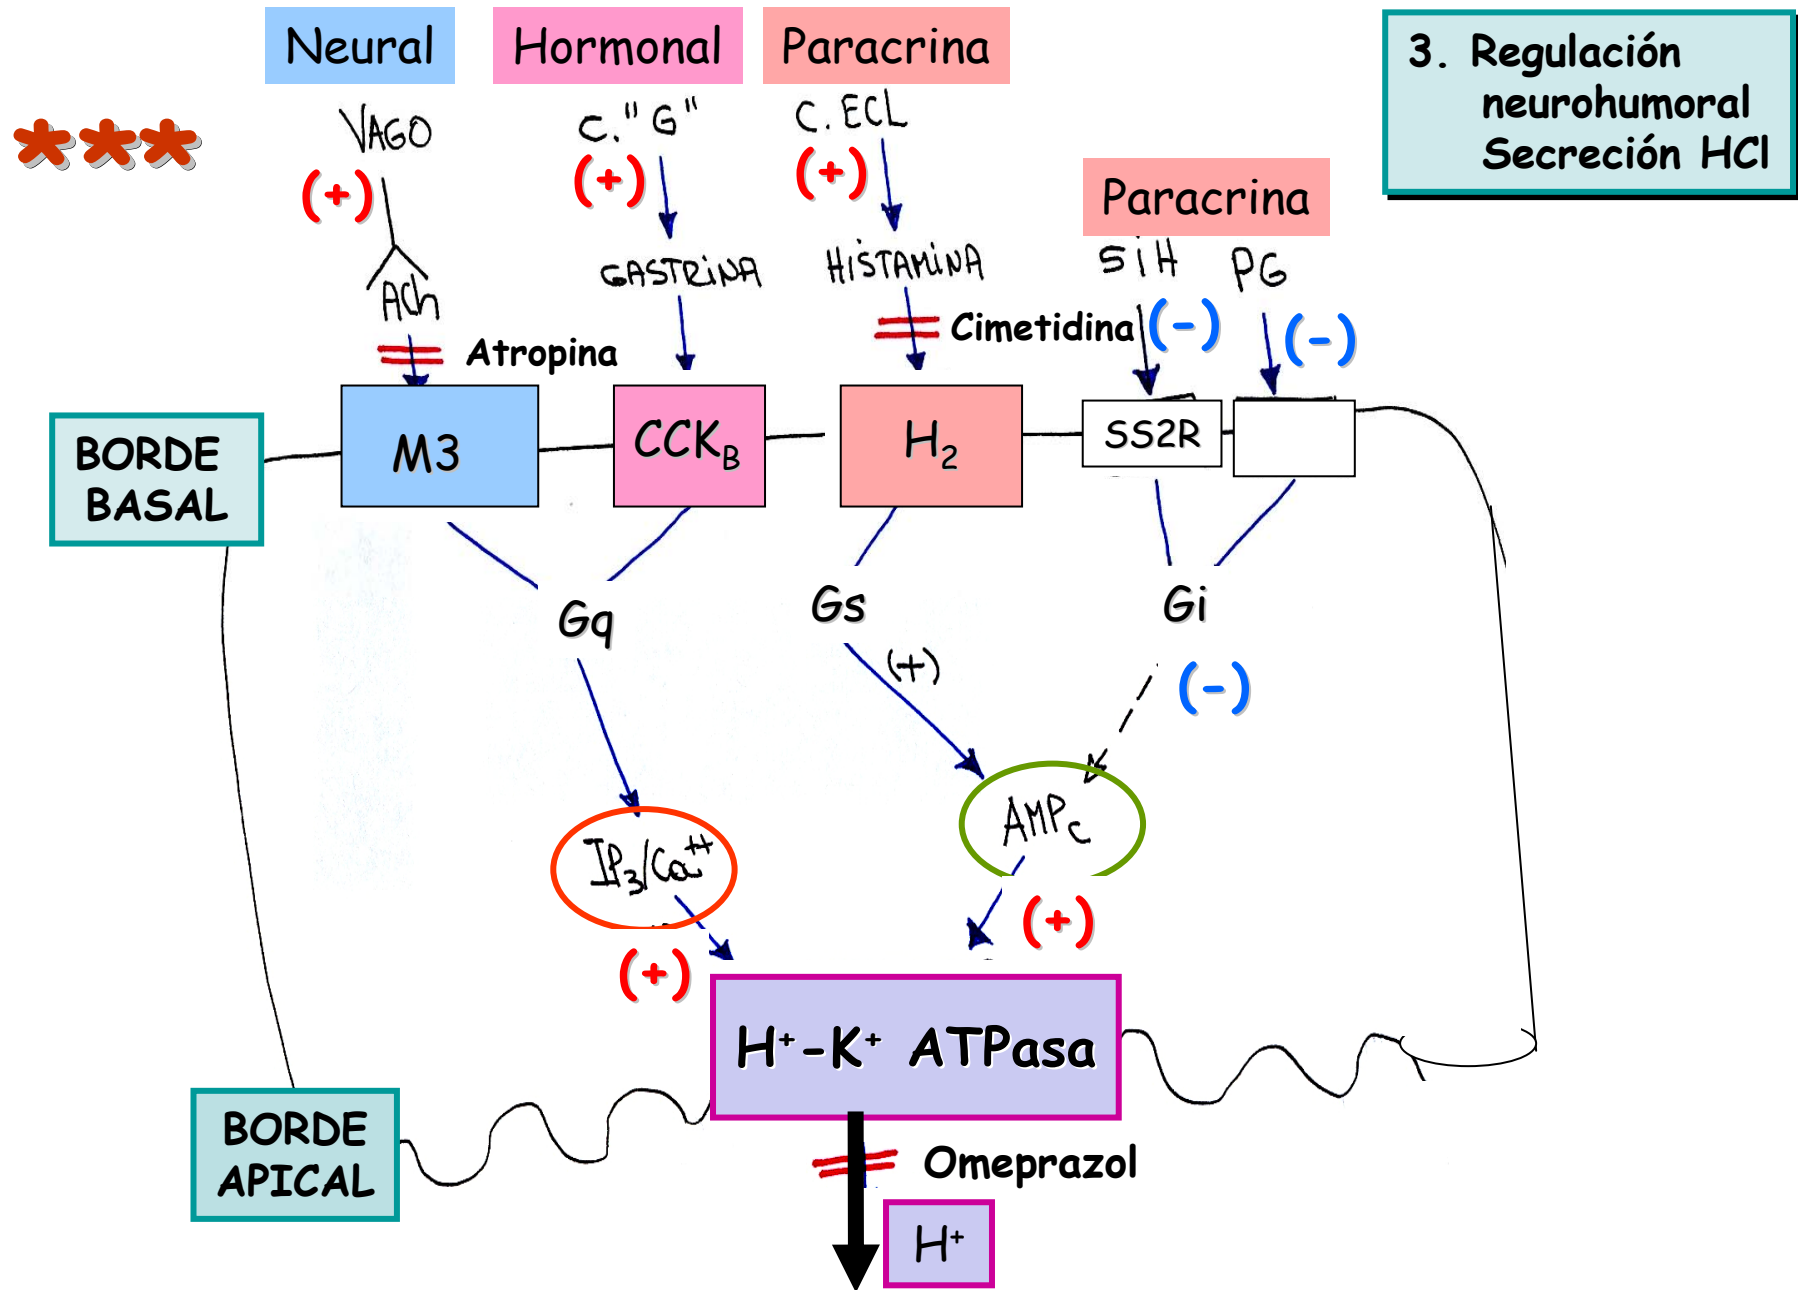 Neural
Hormonal
Paracrina
3. Regulación
neurohumoral
Secreción HCl
***
VAGO
C. "G"
C. ECL
(+)
(+)
(+)
Paracrina
ACh
GASTRINA
HISTAMINA
SiH
PG
Atropina
Cimetidina
(-)
(-)
BORDE
BASAL
M3
CCKB
H2
SS2R
Gq
Gs
Gi
(+)
(-)
IP3/Ca++
AMPc
(+)
(+)
H+-K+ ATPasa
BORDE
APICAL
Omeprazol
H+